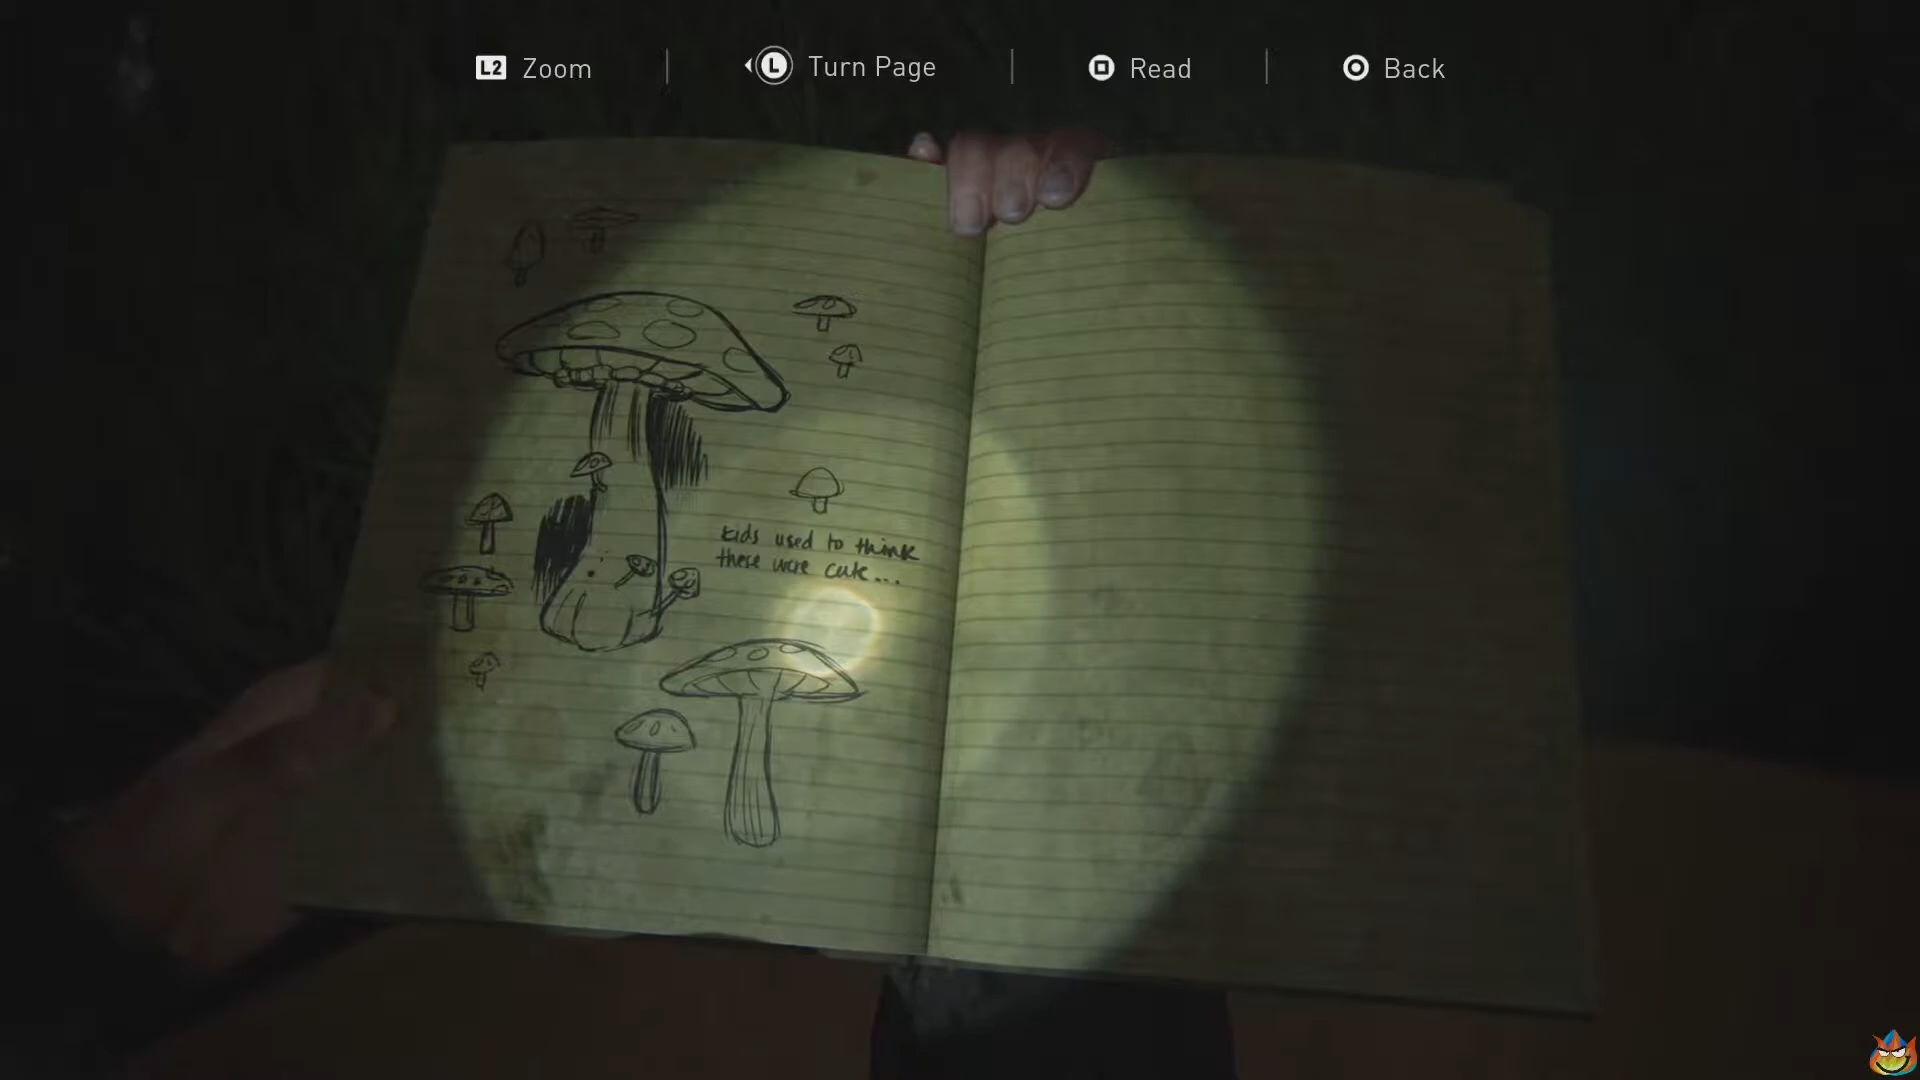 L2 Zoom
L Turn Page
Read
Back
kids used to think
these were cute...